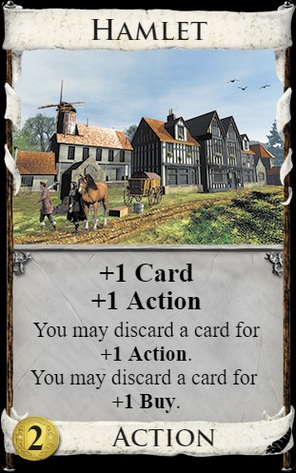 HAMLET
+1 Card
+1 Action
You may discard a card for
+1 Action.
You may discard a card for
+1 Buy.
2
ACTION